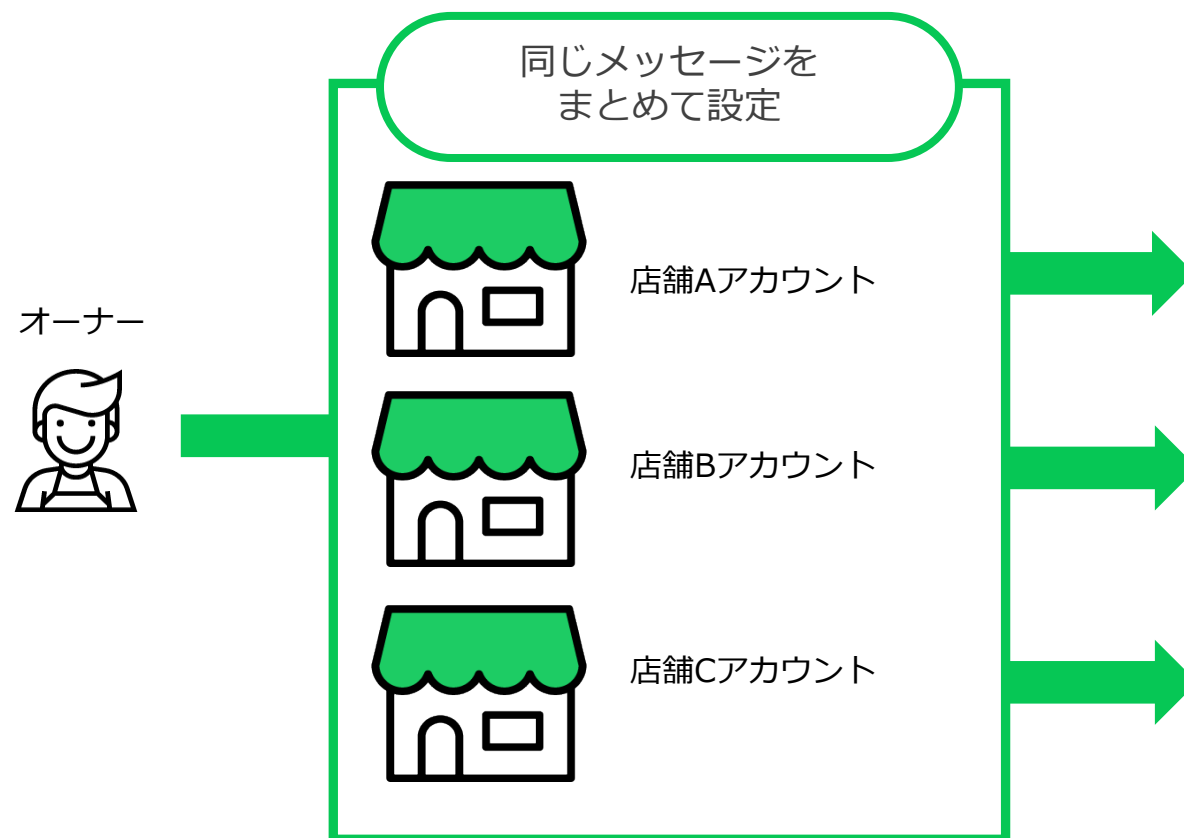 同じメッセージを
まとめて設定
店舗Aアカウント
オーナー
店舗Bアカウント
店舗Cアカウント